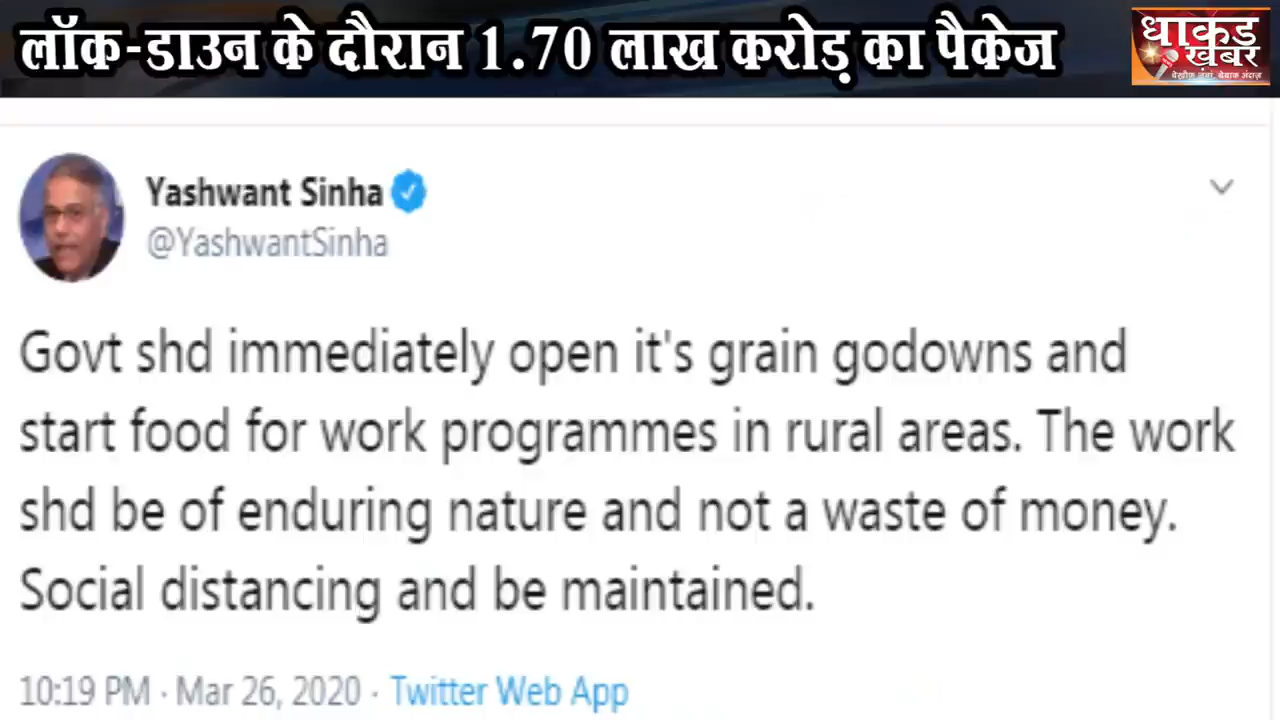 लॉक-डाउन के दौरान 1.70 लाख करोड़ का पैकेज
धाकड़
खबर
बेखौफ जुबां, बेबाक अंदाज़
Yashwant Sinha
@YashwantSinha
Govt shd immediately open it's grain godowns and
start food for work programmes in rural areas. The work
shd be of enduring nature and not a waste of money.
Social distancing and be maintained.
10:19 PM · Mar 26, 2020 · Twitter Web App